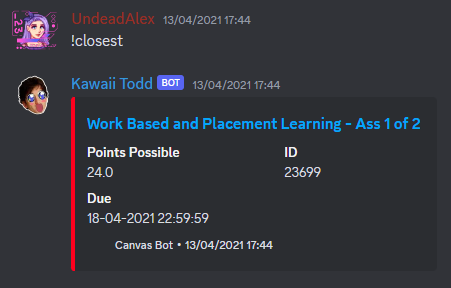 UndeadAlex 13/04/2021 17:44
!closest
Kawaii Todd BOT 13/04/2021 17:44
Work Based and Placement Learning - Ass 1 of 2
Points Possible ID
24.0 23699
Due
18-04-2021 22:59:59
Canvas Bot • 13/04/2021 17:44